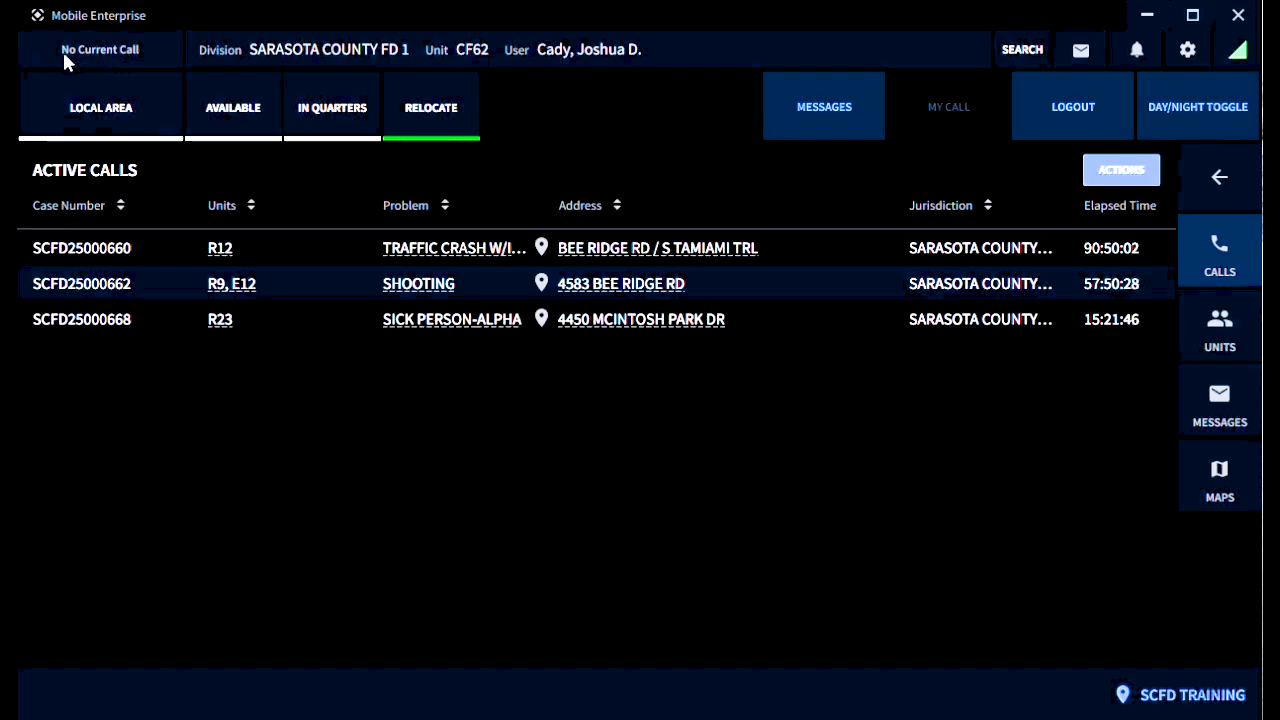 Mobile Enterprise
No Current Call Division SARASOTA COUNTY FD 1 Unit CF62 User Cady, Joshua D. SEARCH
LOCAL AREA AVAILABLE IN QUARTERS RELOCATE MESSAGES MY CALL LOGOUT DAY/NIGHT TOGGLE
ACTIVE CALLS ACTIONS
Case Number Units Problem Address Jurisdiction Elapsed Time
SCFD25000660 R12 TRAFFIC CRASH W/I... BEE RIDGE RD / S TAMIAMI TRL SARASOTA COUNTY... 90:50:02
SCFD25000662 R9, E12 SHOOTING 4583 BEE RIDGE RD SARASOTA COUNTY... 57:50:28
SCFD25000668 R23 SICK PERSON-ALPHA 4450 MCINTOSH PARK DR SARASOTA COUNTY... 15:21:46
CALLS
UNITS
MESSAGES
MAPS
SCFD TRAINING